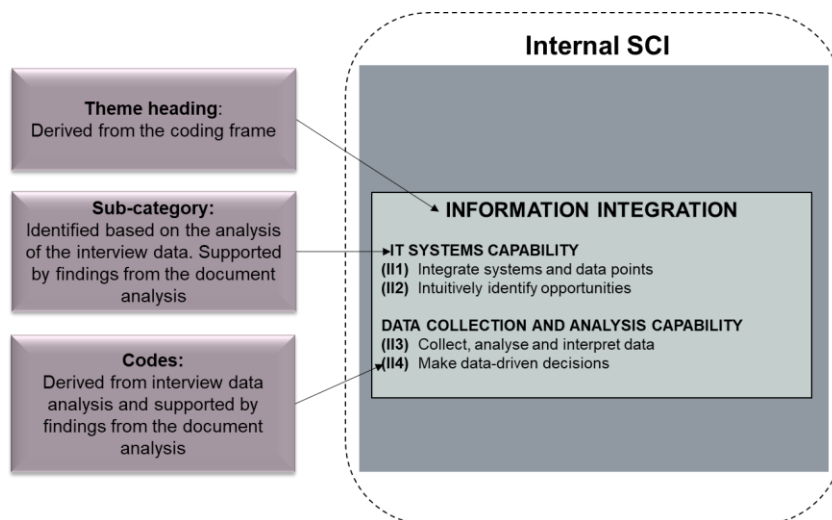 Internal SCI
Theme heading:
Derived from the coding frame
Sub-category:
Identified based on the analysis
of the interview data. Supported
by findings from the document
analysis
Codes:
Derived from interview data
analysis and supported by
findings from the document
analysis
INFORMATION INTEGRATION
IT SYSTEMS CAPABILITY
(II1) Integrate systems and data points
(II2) Intuitively identify opportunities
DATA COLLECTION AND ANALYSIS CAPABILITY
(II3) Collect, analyse and interpret data
(II4) Make data-driven decisions